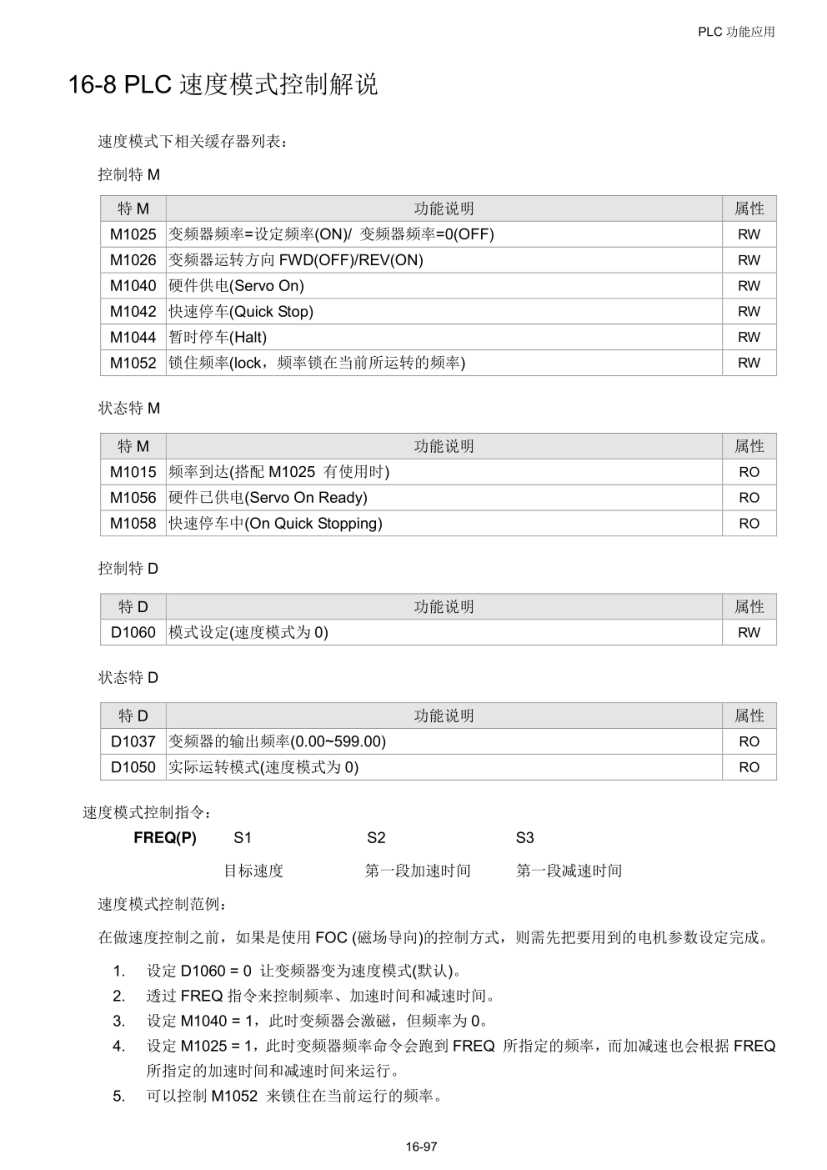 PLC 功能应用
16-8 PLC 速度模式控制解说
速度模式下相关缓存器列表：
控制特 M
特 M 功能说明 属性
M1025 变频器频率=设定频率(ON)/ 变频器频率=0(OFF) RW
M1026 变频器运转方向 FWD(OFF)/REV(ON) RW
M1040 硬件供电(Servo On) RW
M1042 快速停车(Quick Stop) RW
M1044 暂时停车(Halt) RW
M1052 锁住频率(lock，频率锁在当前所运转的频率) RW
状态特 M
特 M 功能说明 属性
M1015 频率到达(搭配 M1025 有使用时) RO
M1056 硬件已供电(Servo On Ready) RO
M1058 快速停车中(On Quick Stopping) RO
控制特 D
特 D 功能说明 属性
D1060 模式设定(速度模式为 0) RW
状态特 D
特 D 功能说明 属性
D1037 变频器的输出频率(0.00~599.00) RO
D1050 实际运转模式(速度模式为 0) RO
速度模式控制指令：
FREQ(P) S1 S2 S3
目标速度 第一段加速时间 第一段减速时间
速度模式控制范例：
在做速度控制之前，如果是使用 FOC (磁场导向)的控制方式，则需先把要用到的电机参数设定完成。
1. 设定 D1060 = 0 让变频器变为速度模式(默认)。
2. 透过 FREQ 指令来控制频率、加速时间和减速时间。
3. 设定 M1040 = 1，此时变频器会激磁，但频率为 0。
4. 设定 M1025 = 1，此时变频器频率命令会跑到 FREQ 所指定的频率，而加减速也会根据 FREQ
所指定的加速时间和减速时间来运行。
5. 可以控制 M1052 来锁住在当前运行的频率。
16-97